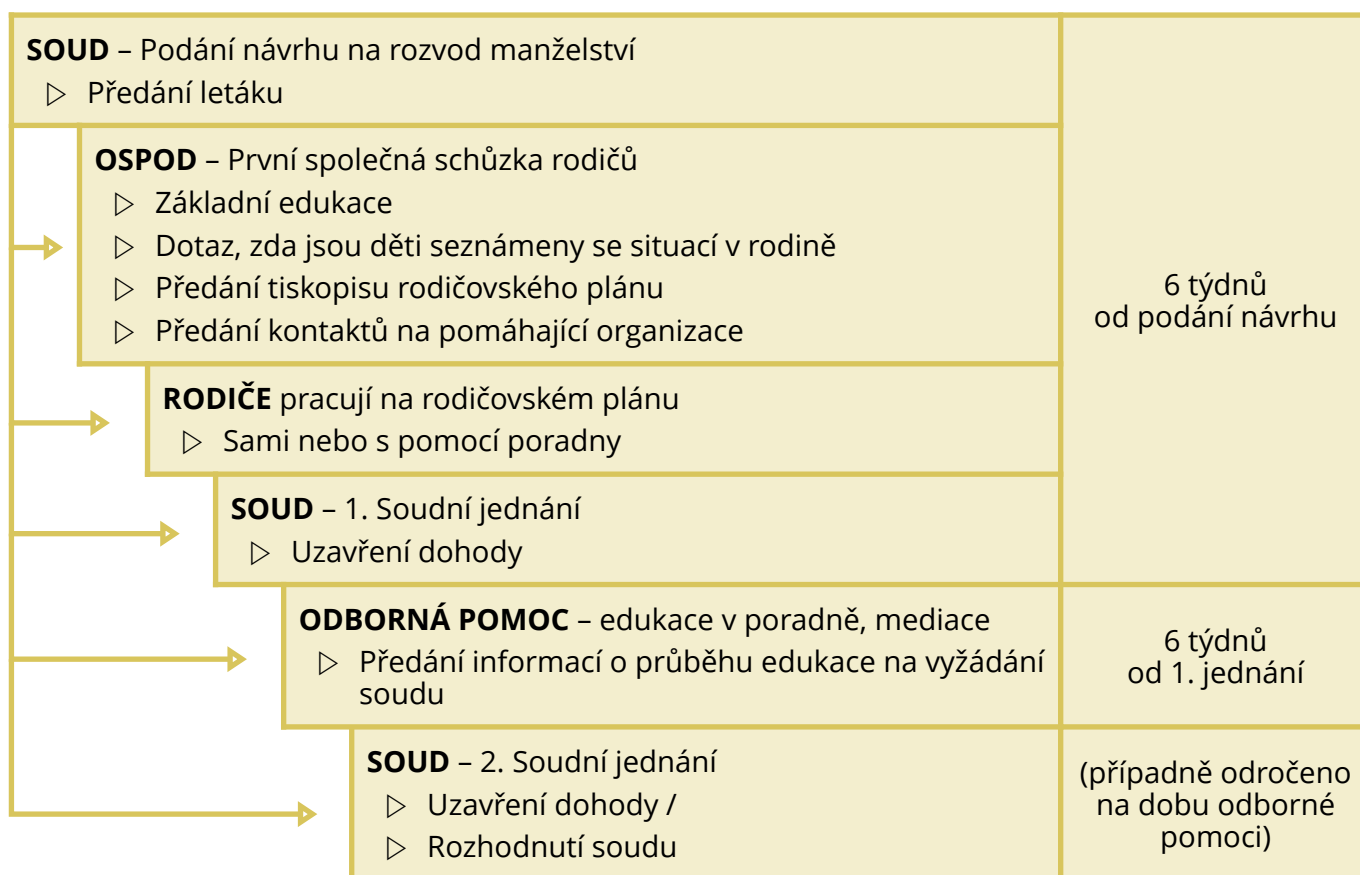 SOUD – Podání návrhu na rozvod manželství
▷ Předání letáku
OSPOD – První společná schůzka rodičů
▷ Základní edukace
▷ Dotaz, zda jsou děti seznámeny se situací v rodině
▷ Předání tiskopisu rodičovského plánu
▷ Předání kontaktů na pomáhající organizace
RODIČE pracují na rodičovském plánu
▷ Sami nebo s pomocí poradny
SOUD – 1. Soudní jednání
▷ Uzavření dohody
6 týdnů
od podání návrhu
ODBORNÁ POMOC – edukace v poradně, mediace
▷ Předání informací o průběhu edukace na vyžádání
soudu
6 týdnů
od 1. jednání
SOUD – 2. Soudní jednání
▷ Uzavření dohody /
▷ Rozhodnutí soudu
(případně odročeno
na dobu odborné
pomoci)